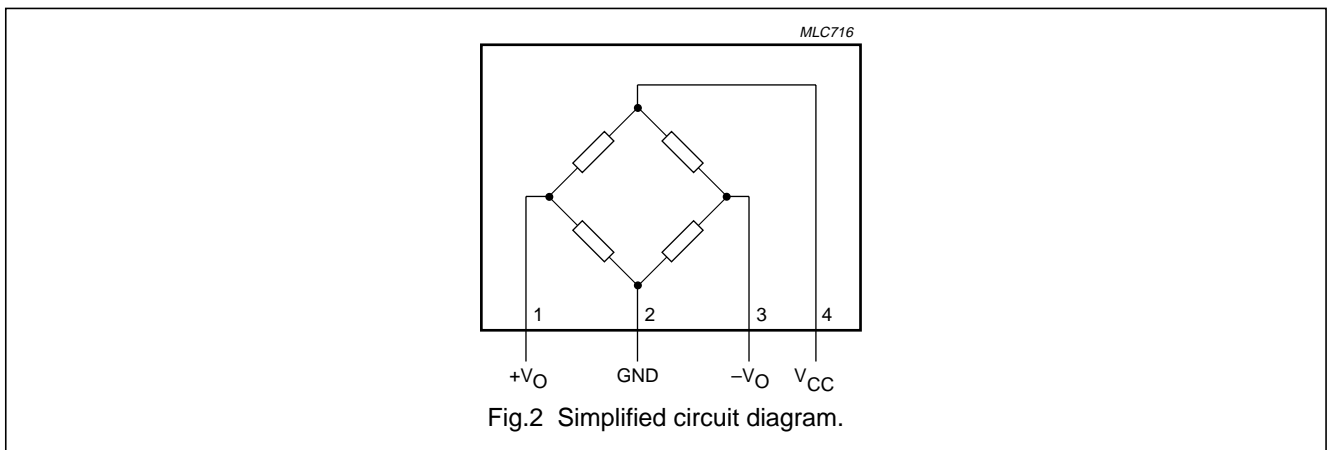 MLC716
1 2 3 4
+VO GND –VO VCC
Fig.2 Simplified circuit diagram.